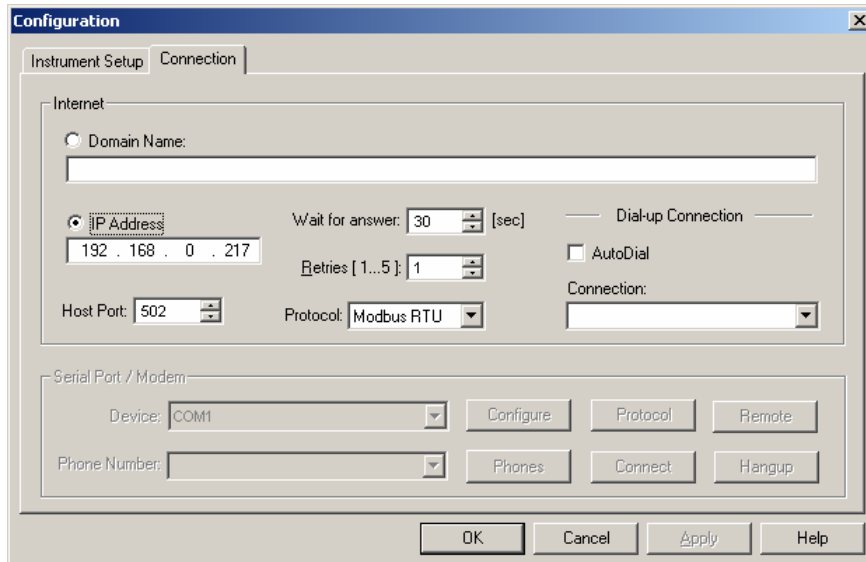 Configuration
Instrument Setup Connection
Internet
Domain Name:
IP Address Wait for answer: 30 [sec] Dial-up Connection
192 . 168 . 0 . 217
Retries [ 1...5 ]: 1 AutoDial
Connection:
Host Port: 502 Protocol: Modbus RTU
Serial Port / Modem
Device: COM1 Configure Protocol Remote
Phone Number: Phones Connect Hangup
OK Cancel Apply Help